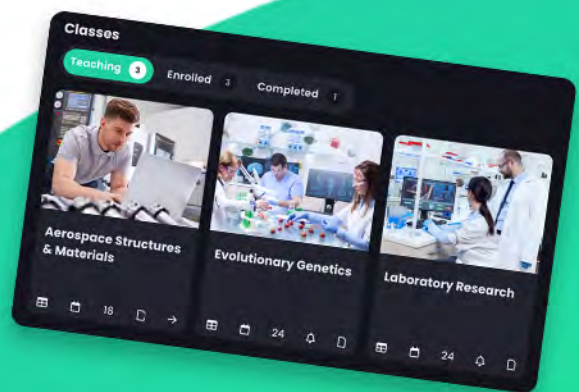 Classes
Teaching 3
Enrolled 3
Completed 1
Aerospace Structures
& Materials
18
Evolutionary Genetics
24
Laboratory Research
24